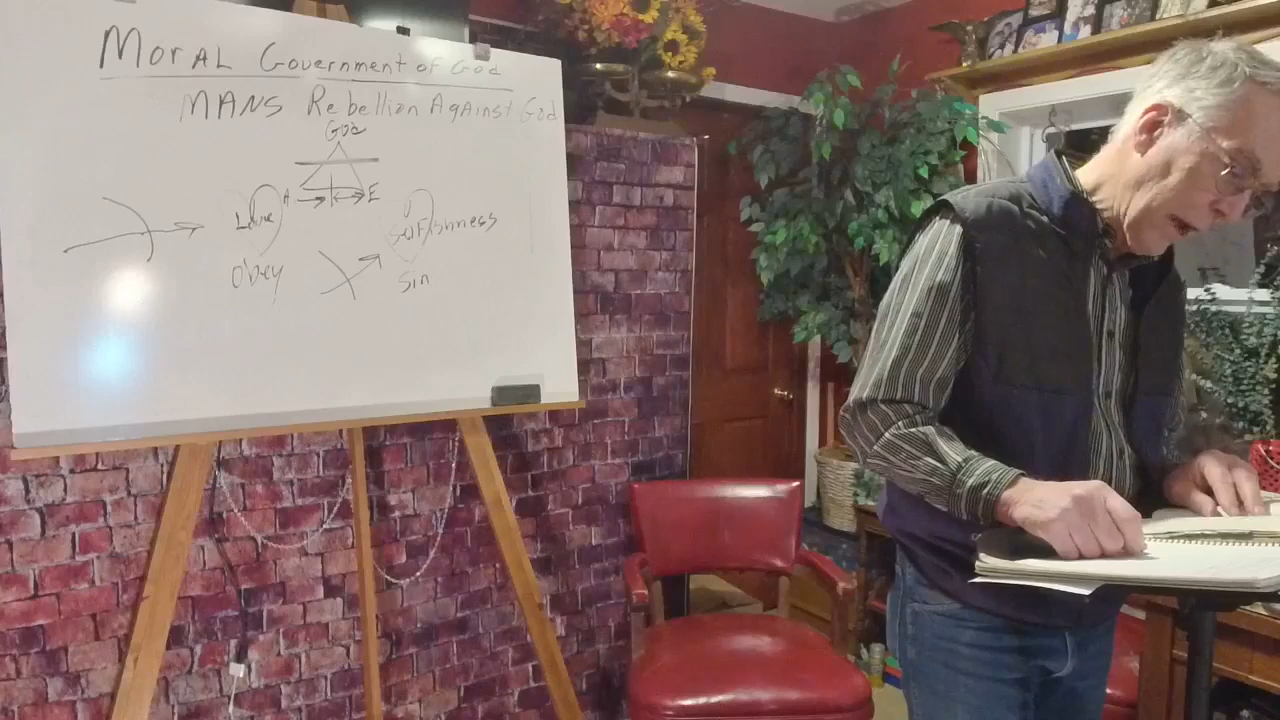 Moral Government of God
MANS Rebellion Against God
God
A E
Love selfishness
obey sin